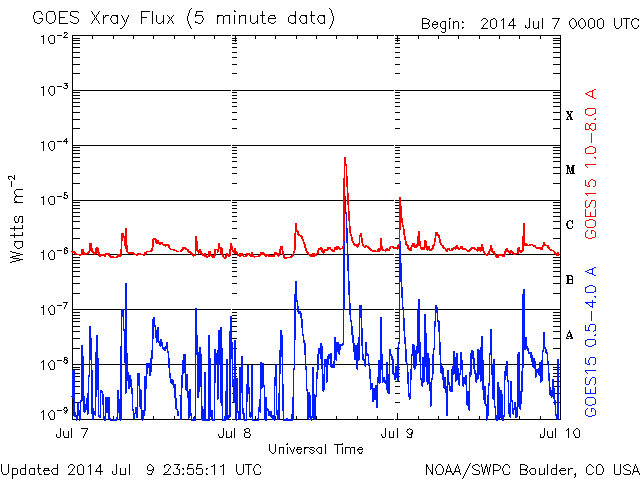 GOES Xray Flux (5 minute data)
Begin: 2014 Jul 7 0000 UTC
10-2
10-3
10-4
10-5
10-6
10-7
10-8
10-9
Watts m-2
X
M
C
B
A
GOES15 1.0-8.0 A
GOES15 0.5-4.0 A
Jul 7 Jul 8 Jul 9 Jul 10
Universal Time
Updated 2014 Jul 9 23:55:11 UTC
NOAA/SWPC Boulder, CO USA